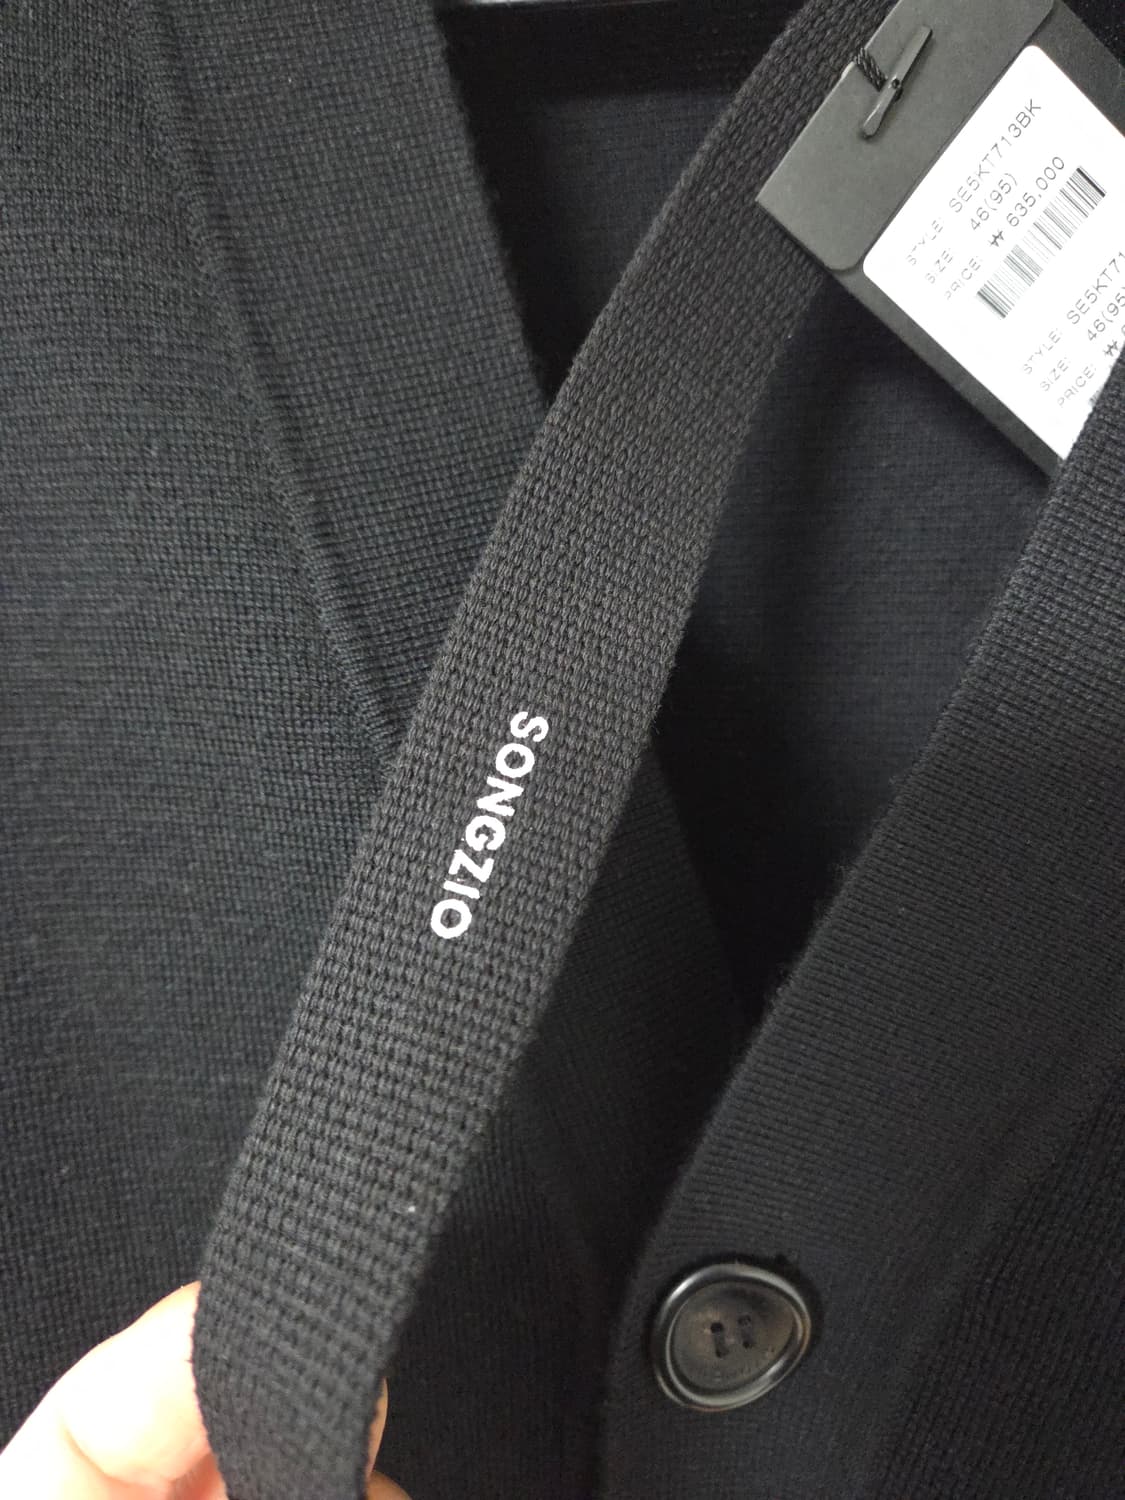 STYLE: SE5KT713BK
SIZE: 46(95)
PRICE: ₩ 635,000
STYLE: SE5KT71
SIZE: 46(95)
PRICE: ₩
SONGZIO